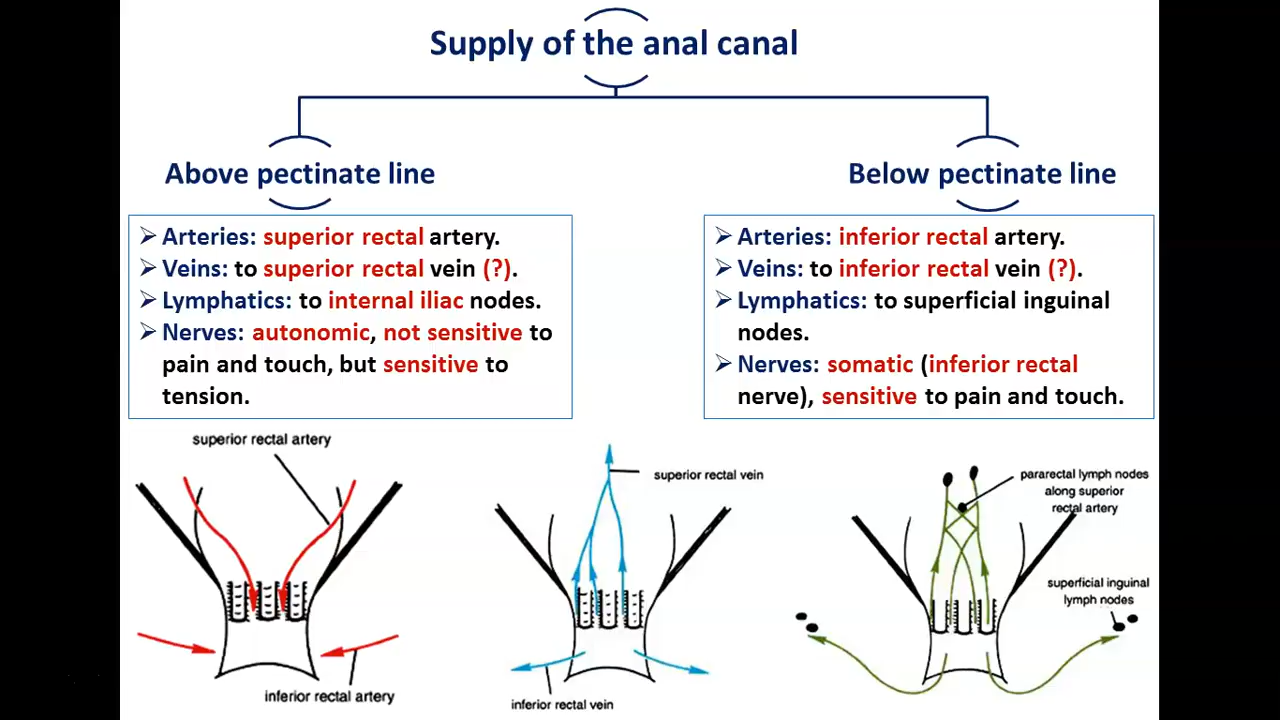 Supply of the anal canal
Above pectinate line
➢ Arteries: superior rectal artery.
➢ Veins: to superior rectal vein (?).
➢ Lymphatics: to internal iliac nodes.
➢ Nerves: autonomic, not sensitive to
pain and touch, but sensitive to
tension.
Below pectinate line
➢ Arteries: inferior rectal artery.
➢ Veins: to inferior rectal vein (?).
➢ Lymphatics: to superficial inguinal
nodes.
➢ Nerves: somatic (inferior rectal
nerve), sensitive to pain and touch.
superior rectal artery
inferior rectal artery
superior rectal vein
inferior rectal vein
pararectal lymph nodes
along superior
rectal artery
superficial inguinal
lymph nodes